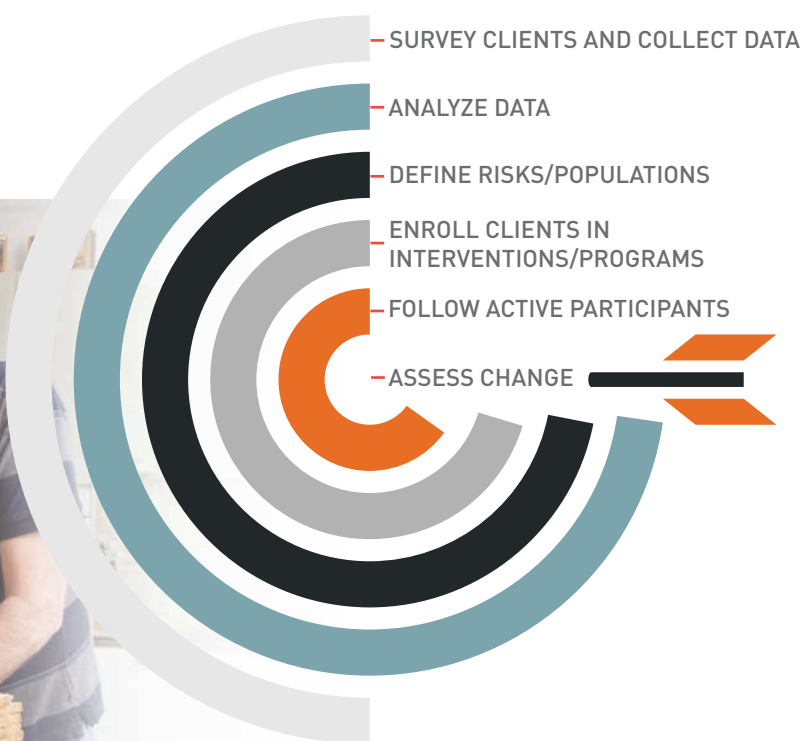 SURVEY CLIENTS AND COLLECT DATA
ANALYZE DATA
DEFINE RISKS/POPULATIONS
ENROLL CLIENTS IN
INTERVENTIONS/PROGRAMS
FOLLOW ACTIVE PARTICIPANTS
ASSESS CHANGE